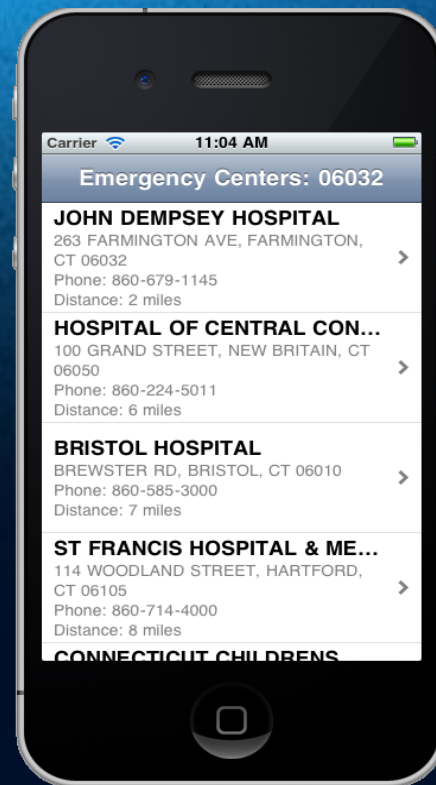 Carrier 11:04 AM
Emergency Centers: 06032
JOHN DEMPSEY HOSPITAL
263 FARMINGTON AVE, FARMINGTON,
CT 06032
Phone: 860-679-1145
Distance: 2 miles
HOSPITAL OF CENTRAL CON...
100 GRAND STREET, NEW BRITAIN, CT
06050
Phone: 860-224-5011
Distance: 6 miles
BRISTOL HOSPITAL
BREWSTER RD, BRISTOL, CT 06010
Phone: 860-585-3000
Distance: 7 miles
ST FRANCIS HOSPITAL & ME...
114 WOODLAND STREET, HARTFORD,
CT 06105
Phone: 860-714-4000
Distance: 8 miles
CONNECTICUT CHILDRENS